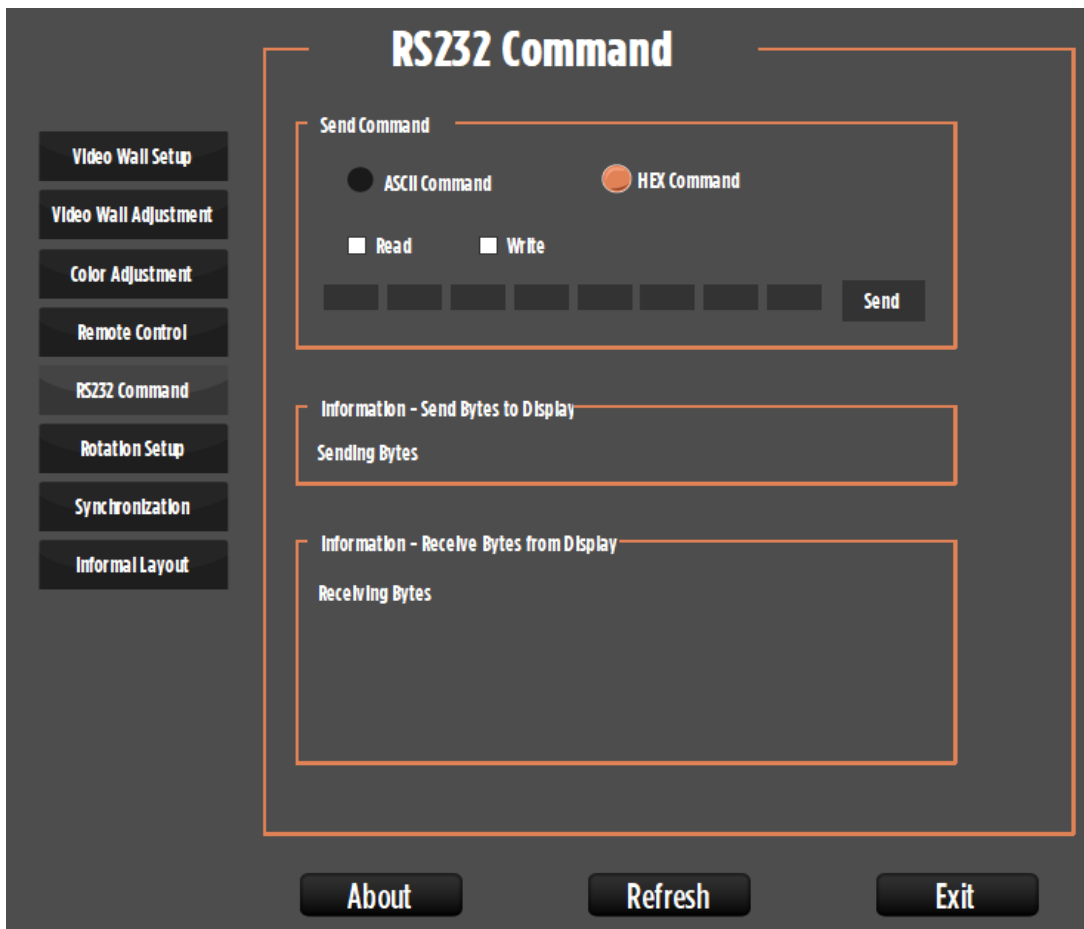 RS232 Command
Video Wall Setup
Video Wall Adjustment
Color Adjustment
Remote Control
RS232 Command
Rotation Setup
Synchronization
Informal Layout
Send Command
ASCII Command
HEX Command
Read
Write
Send
Information - Send Bytes to Display
Sending Bytes
Information - Receive Bytes from Display
Receiving Bytes
About
Refresh
Exit